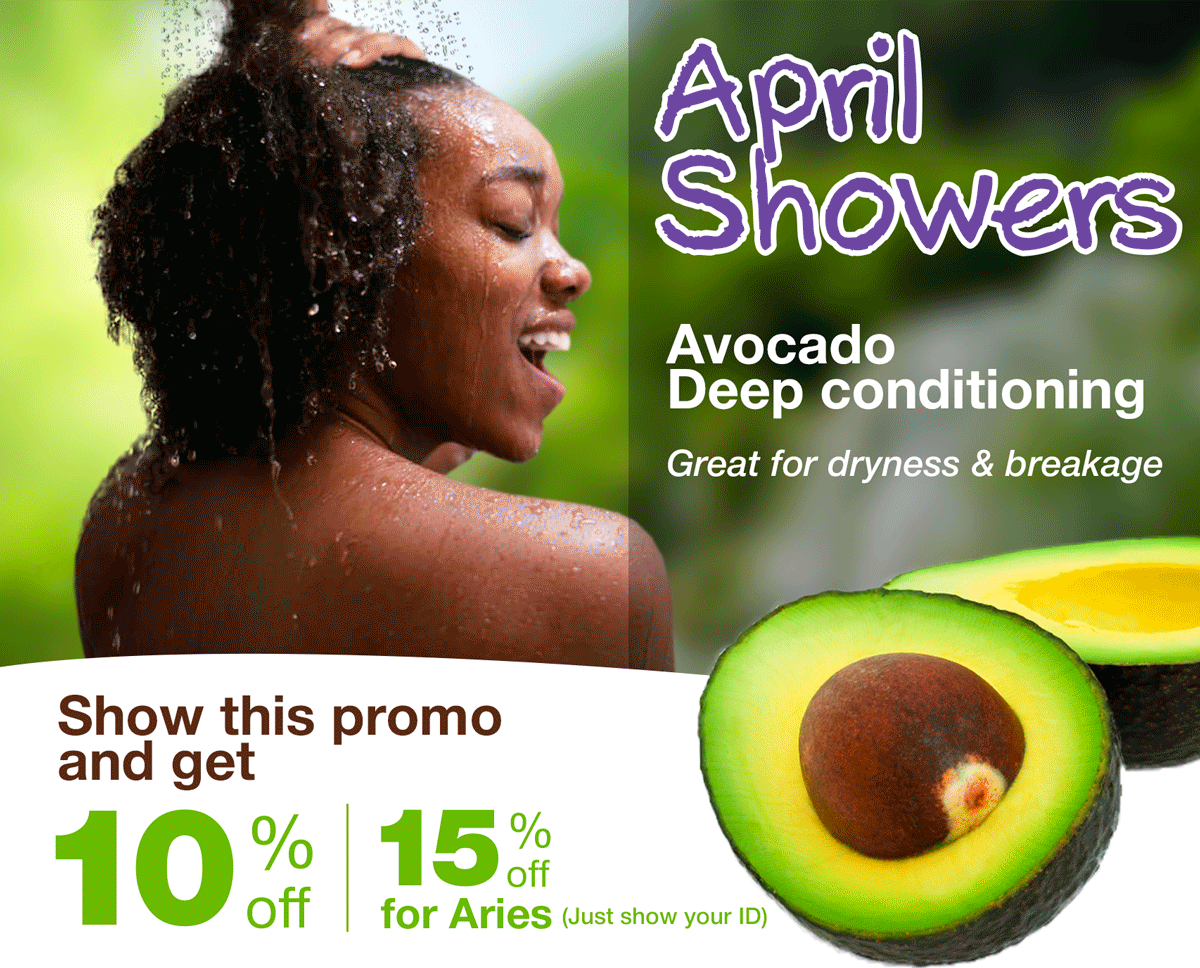 April
Showers
Avocado
Deep conditioning
Great for dryness & breakage
Show this promo
and get
10% off
15% off
for Aries (Just show your ID)